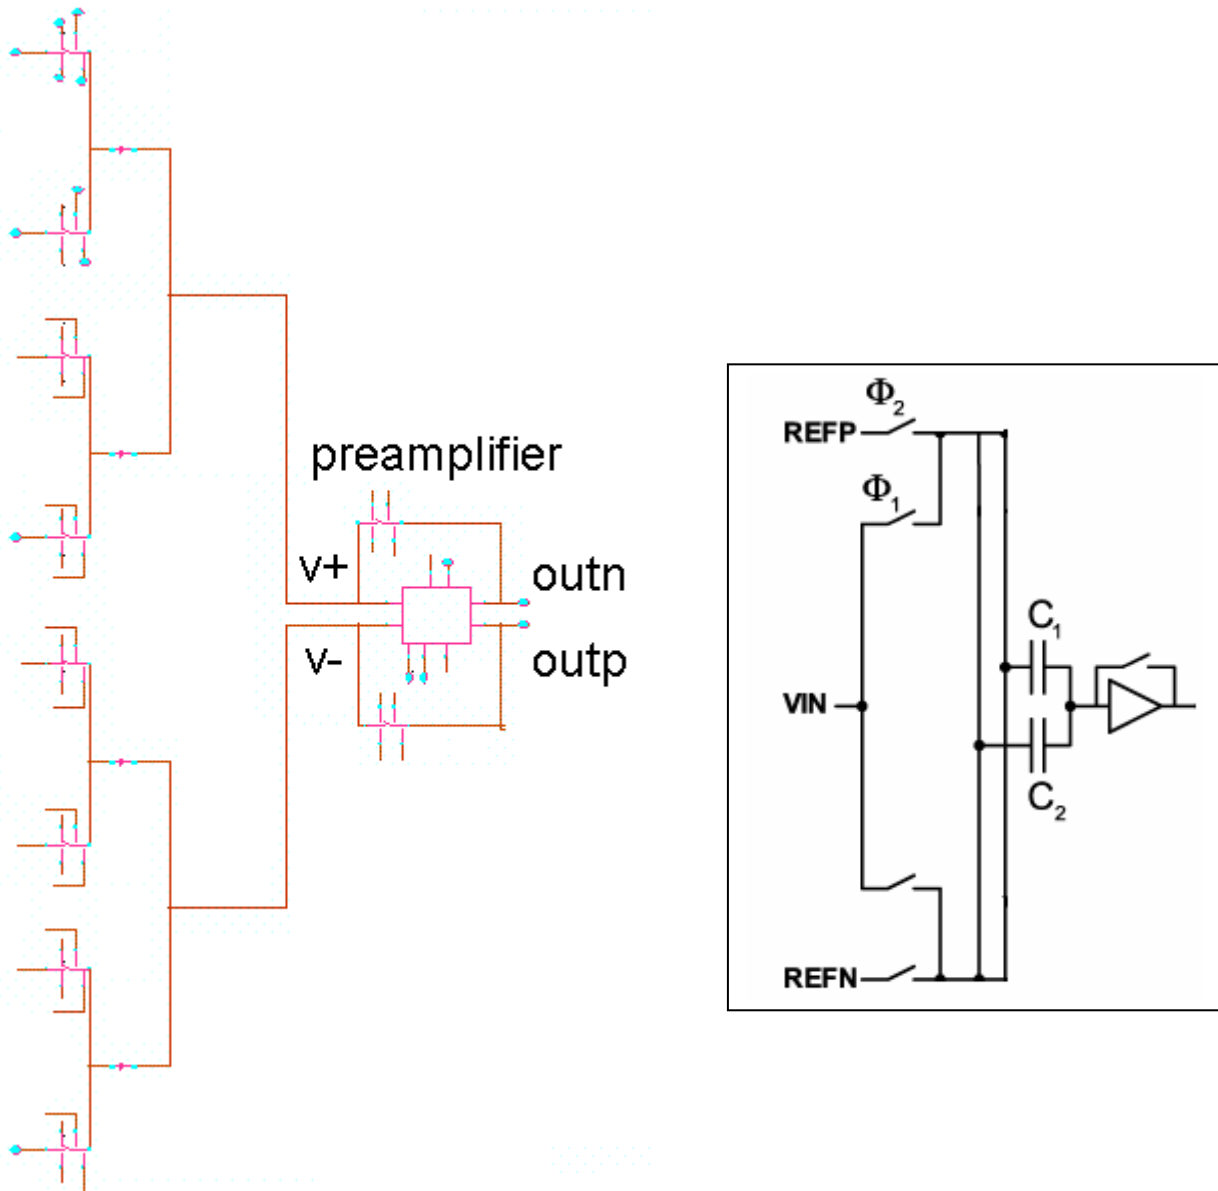 preamplifier
v+
outn
v-
outp
Φ₂
REFP
Φ₁
C₁
VIN
C₂
REFN